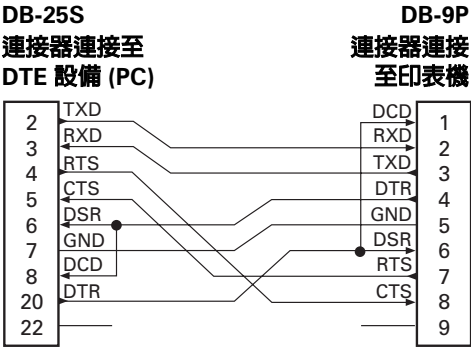 DB-25S
連接器連接至
DTE 設備 (PC)
DB-9P
連接器連接
至印表機
2 TXD
3 RXD
4 RTS
5 CTS
6 DSR
7 GND
8 DCD
20 DTR
22
DCD 1
RXD 2
TXD 3
DTR 4
GND 5
DSR 6
RTS 7
CTS 8
9